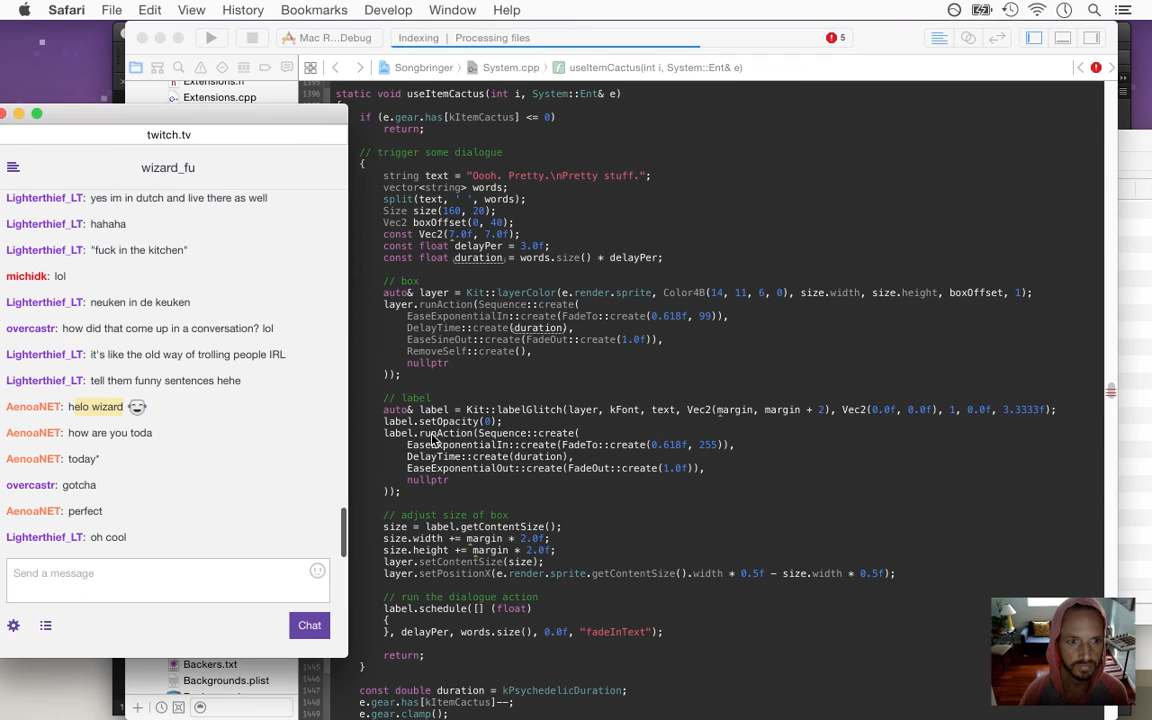 Safari File Edit View History Bookmarks Develop Window Help
Mac R...Debug
Indexing | Processing files
5
Songbringer System.cpp useItemCactus(int i, System::Ent& e)
Extensions.cpp
twitch.tv
wizard_fu
Lighterthief_LT: yes im in dutch and live there as well
Lighterthief_LT: hahaha
Lighterthief_LT: "fuck in the kitchen"
michidk: lol
Lighterthief_LT: neuken in de keuken
overcastr: how did that come up in a conversation? lol
Lighterthief_LT: it's like the old way of trolling people IRL
Lighterthief_LT: tell them funny sentences hehe
AenoaNET: helo wizard
AenoaNET: how are you toda
AenoaNET: today*
overcastr: gotcha
AenoaNET: perfect
Lighterthief_LT: oh cool
Send a message
Chat
Backers.txt
Backgrounds.plist
1396 static void useItemCactus(int i, System::Ent& e)
{
if (e.gear.has[kItemCactus] <= 0)
return;
// trigger some dialogue
{
string text = "Oooh. Pretty.\nPretty stuff.";
vector<string> words;
split(text, ' ', words);
Size size(160, 20);
Vec2 boxOffset(0, 40);
const Vec2(7.0f, 7.0f);
const float delayPer = 3.0f;
const float duration = words.size() * delayPer;
// box
auto& layer = Kit::layerColor(e.render.sprite, Color4B(14, 11, 6, 0), size.width, size.height, boxOffset, 1);
layer.runAction(Sequence::create(
EaseExponentialIn::create(FadeTo::create(0.618f, 99)),
DelayTime::create(duration),
EaseSineOut::create(FadeOut::create(1.0f)),
RemoveSelf::create(),
nullptr
));
// label
auto& label = Kit::labelGlitch(layer, kFont, text, Vec2(margin, margin + 2), Vec2(0.0f, 0.0f), 1, 0.0f, 3.3333f);
label.setOpacity(0);
label.runAction(Sequence::create(
EaseExponentialIn::create(FadeTo::create(0.618f, 255)),
DelayTime::create(duration),
EaseExponentialOut::create(FadeOut::create(1.0f)),
nullptr
));
// adjust size of box
size = label.getContentSize();
size.width += margin * 2.0f;
size.height += margin * 2.0f;
layer.setContentSize(size);
layer.setPositionX(e.render.sprite.getContentSize().width * 0.5f - size.width * 0.5f);
// run the dialogue action
label.schedule([] (float)
{
}, delayPer, words.size(), 0.0f, "fadeInText");
return;
1445 }
1446
1447 const double duration = kPsychedelicDuration;
1448 e.gear.has[kItemCactus]--;
1449 e.gear.clamp();